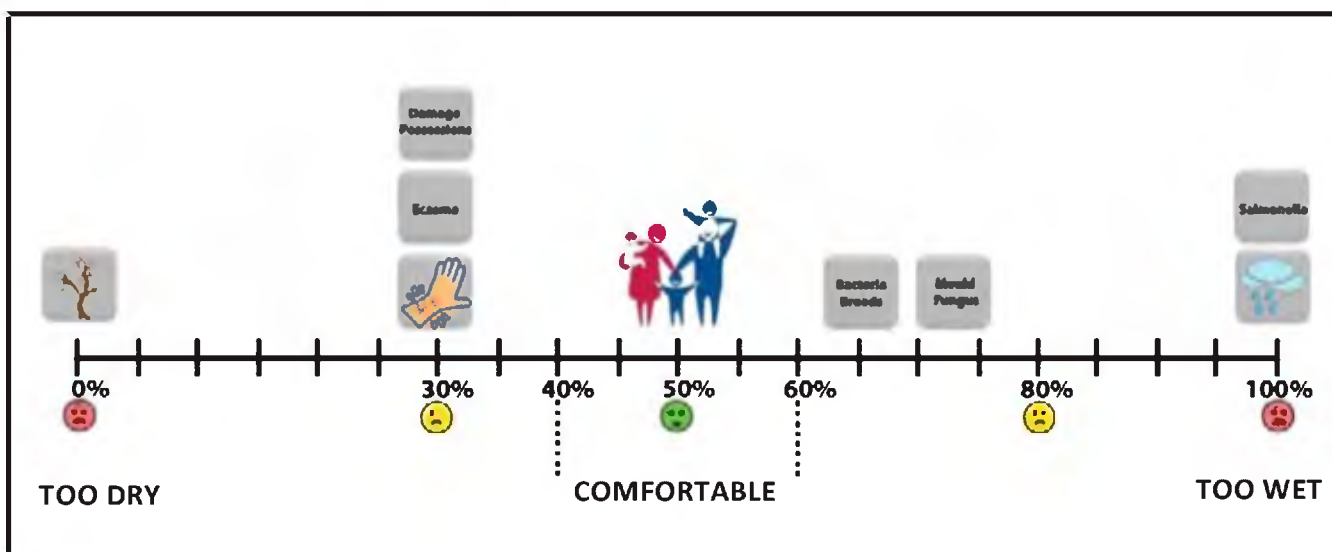 Damage
Possessions
Eczema
Salmonella
Bacteria
Breeds
Mould
Fungus
0%
30%
40%
50%
60%
80%
100%
TOO DRY
COMFORTABLE
TOO WET